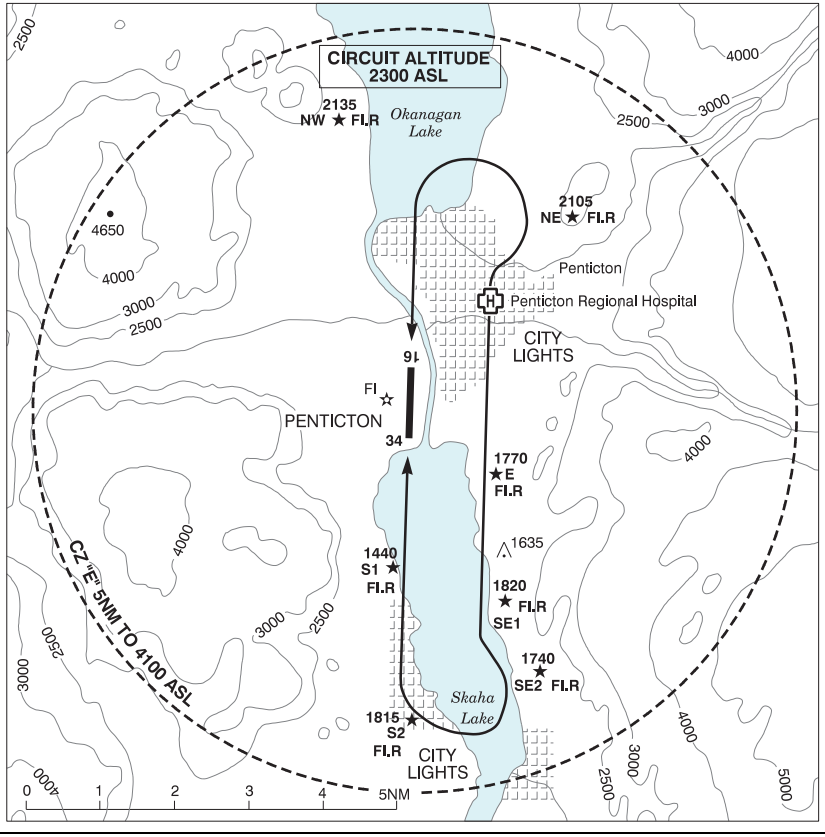 2500
CIRCUIT ALTITUDE
2300 ASL
4000
3000
2500
2135
NW FI.R
Okanagan
Lake
2105
NE FI.R
4650
4000
3000
2500
Penticton
H Penticton Regional Hospital
CITY
LIGHTS
16
FI
PENTICTON
34
4000
1770
E
FI.R
1635
1440
S1
FI.R
1820
FI.R
SE1
4000
3000
2500
CZ "E" 5NM TO 4100 ASL
1740
SE2 FI.R
Skaha
Lake
1815
S2
FI.R
CITY
LIGHTS
3000
2500
4000
2500
3000
4000
5000
0 1 2 3 4 5NM